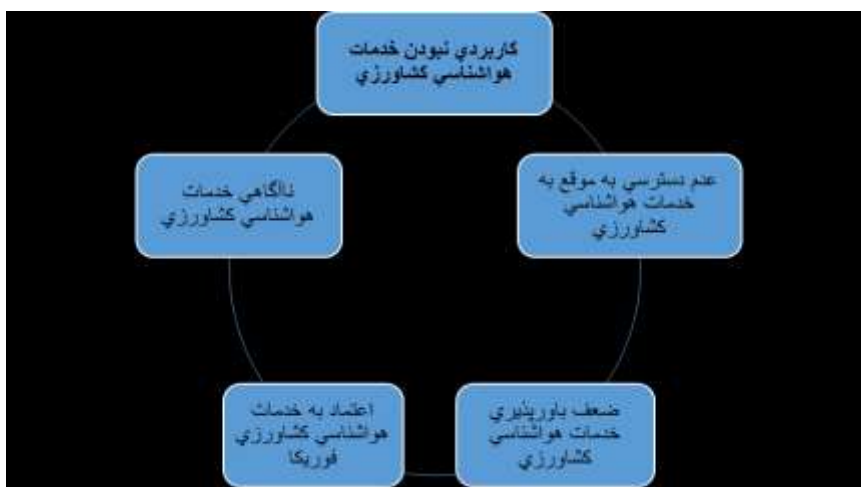 كاربردي نبودن خدمات
هواشناسي كشاورزي
عدم دسترسي به موقع به
خدمات هواشناسي
كشاورزي
ضعف باورپذيري
خدمات هواشناسي
كشاورزي
اعتماد به خدمات
هواشناسي كشاورزي
فوريكا
ناآگاهي خدمات
هواشناسي كشاورزي